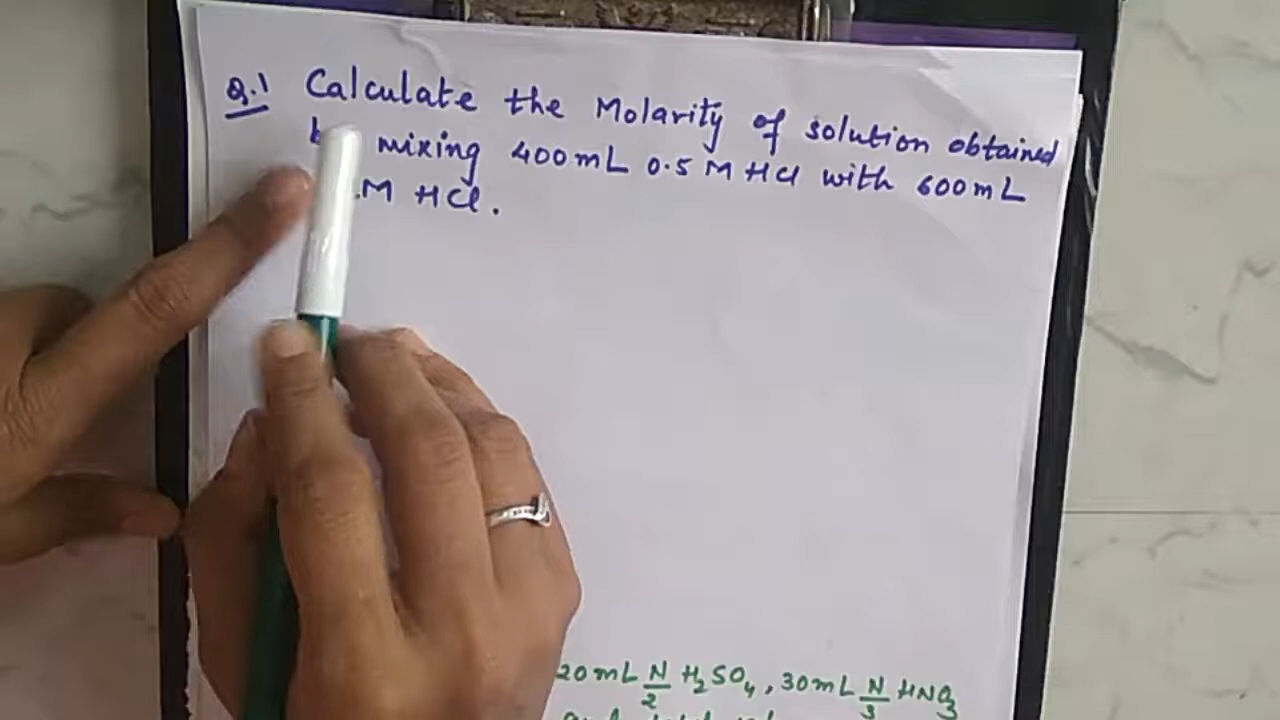 Q.1 Calculate the Molarity of solution obtained
mixing 400mL 0.5 M HCl with 600mL
M HCl.
20mL N/2 H₂SO₄, 30mL N/3 HNO₃